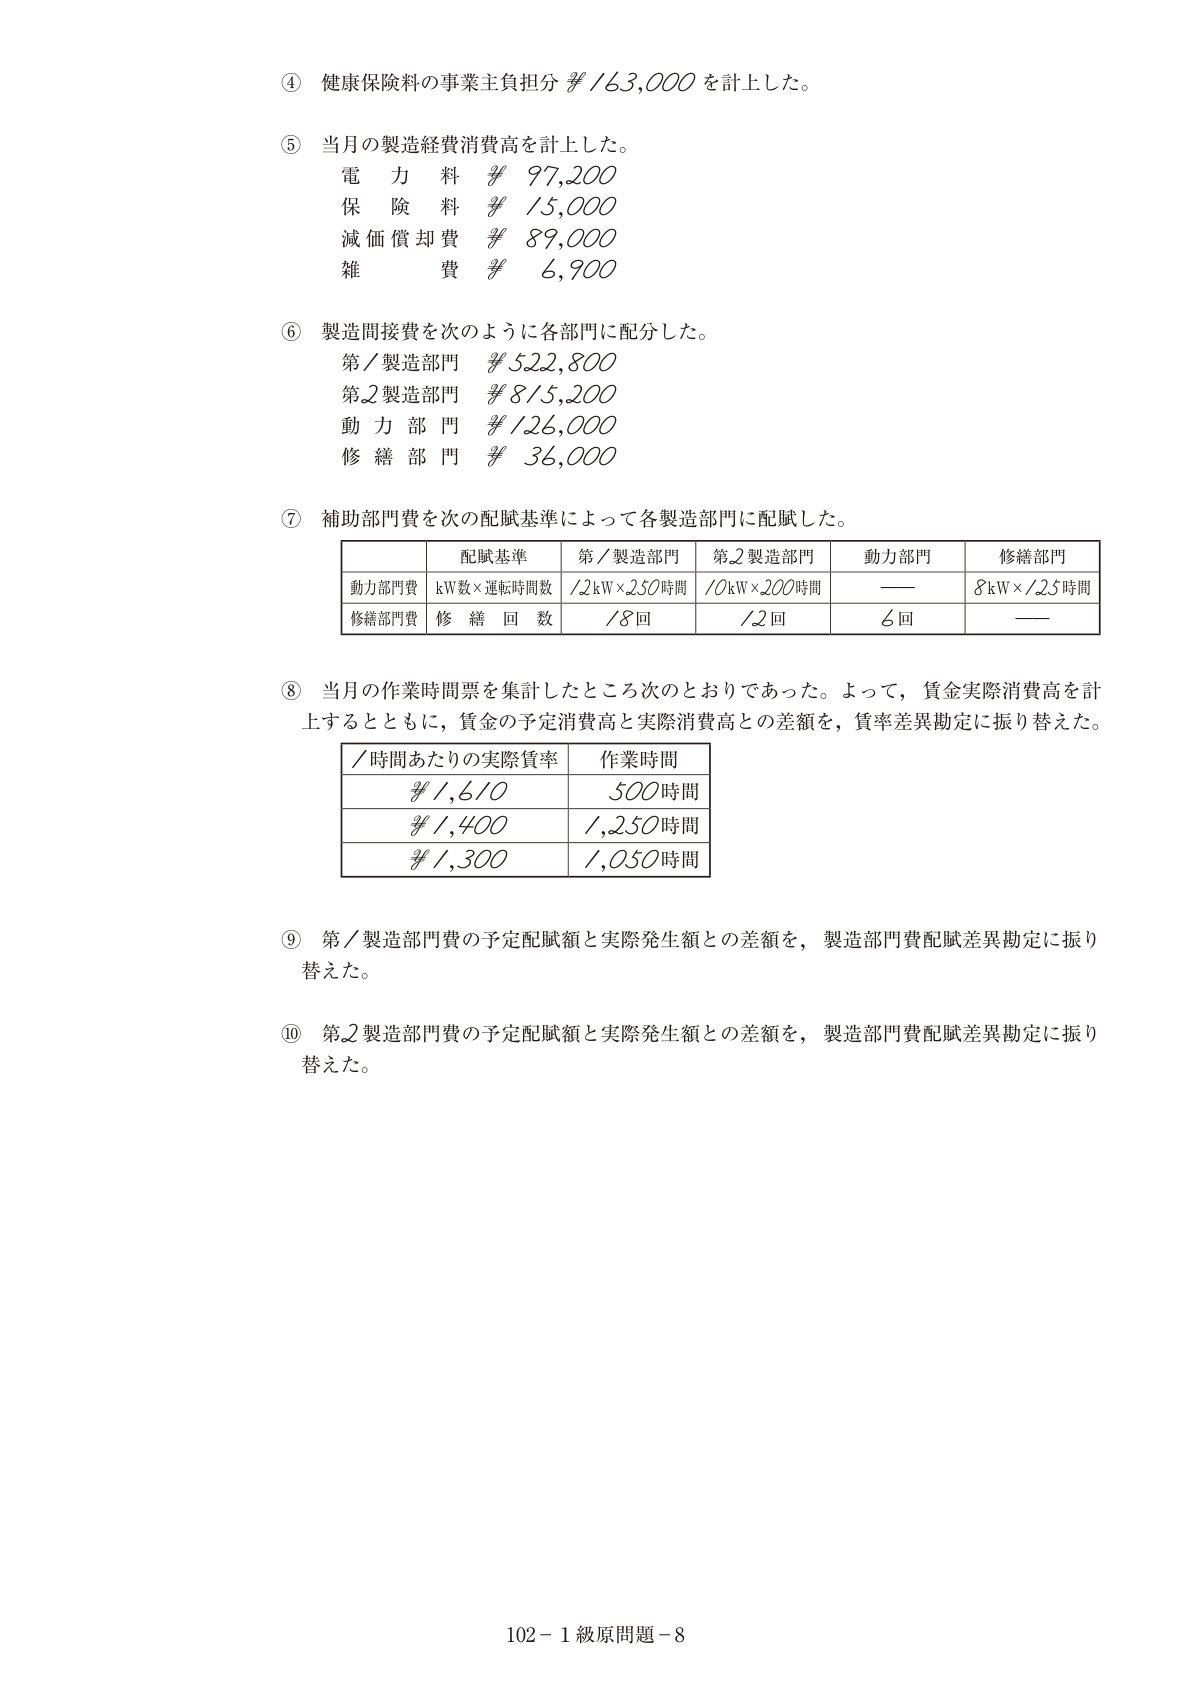 ④　健康保険料の事業主負担分 ¥163,000 を計上した。
⑤　当月の製造経費消費高を計上した。
電　力　料　¥　97,200
保　険　料　¥　15,000
減価償却費　¥　89,000
雑　　　費　¥　6,900
⑥　製造間接費を次のように各部門に配分した。
第1製造部門　¥522,800
第2製造部門　¥815,200
動力部門　¥126,000
修繕部門　¥　36,000
⑦　補助部門費を次の配賦基準によって各製造部門に配賦した。
配賦基準　第1製造部門　第2製造部門　動力部門　修繕部門
動力部門費　kW数×運転時間数　12kW×250時間　10kW×200時間　――　8kW×125時間
修繕部門費　修繕回数　18回　12回　6回　――
⑧　当月の作業時間票を集計したところ次のとおりであった。よって，賃金実際消費高を計
上するとともに，賃金の予定消費高と実際消費高との差額を，賃率差異勘定に振り替えた。
1時間あたりの実際賃率　作業時間
¥1,610　500時間
¥1,400　1,250時間
¥1,300　1,050時間
⑨　第1製造部門費の予定配賦額と実際発生額との差額を，製造部門費配賦差異勘定に振り
替えた。
⑩　第2製造部門費の予定配賦額と実際発生額との差額を，製造部門費配賦差異勘定に振り
替えた。
102−1級原問題−8